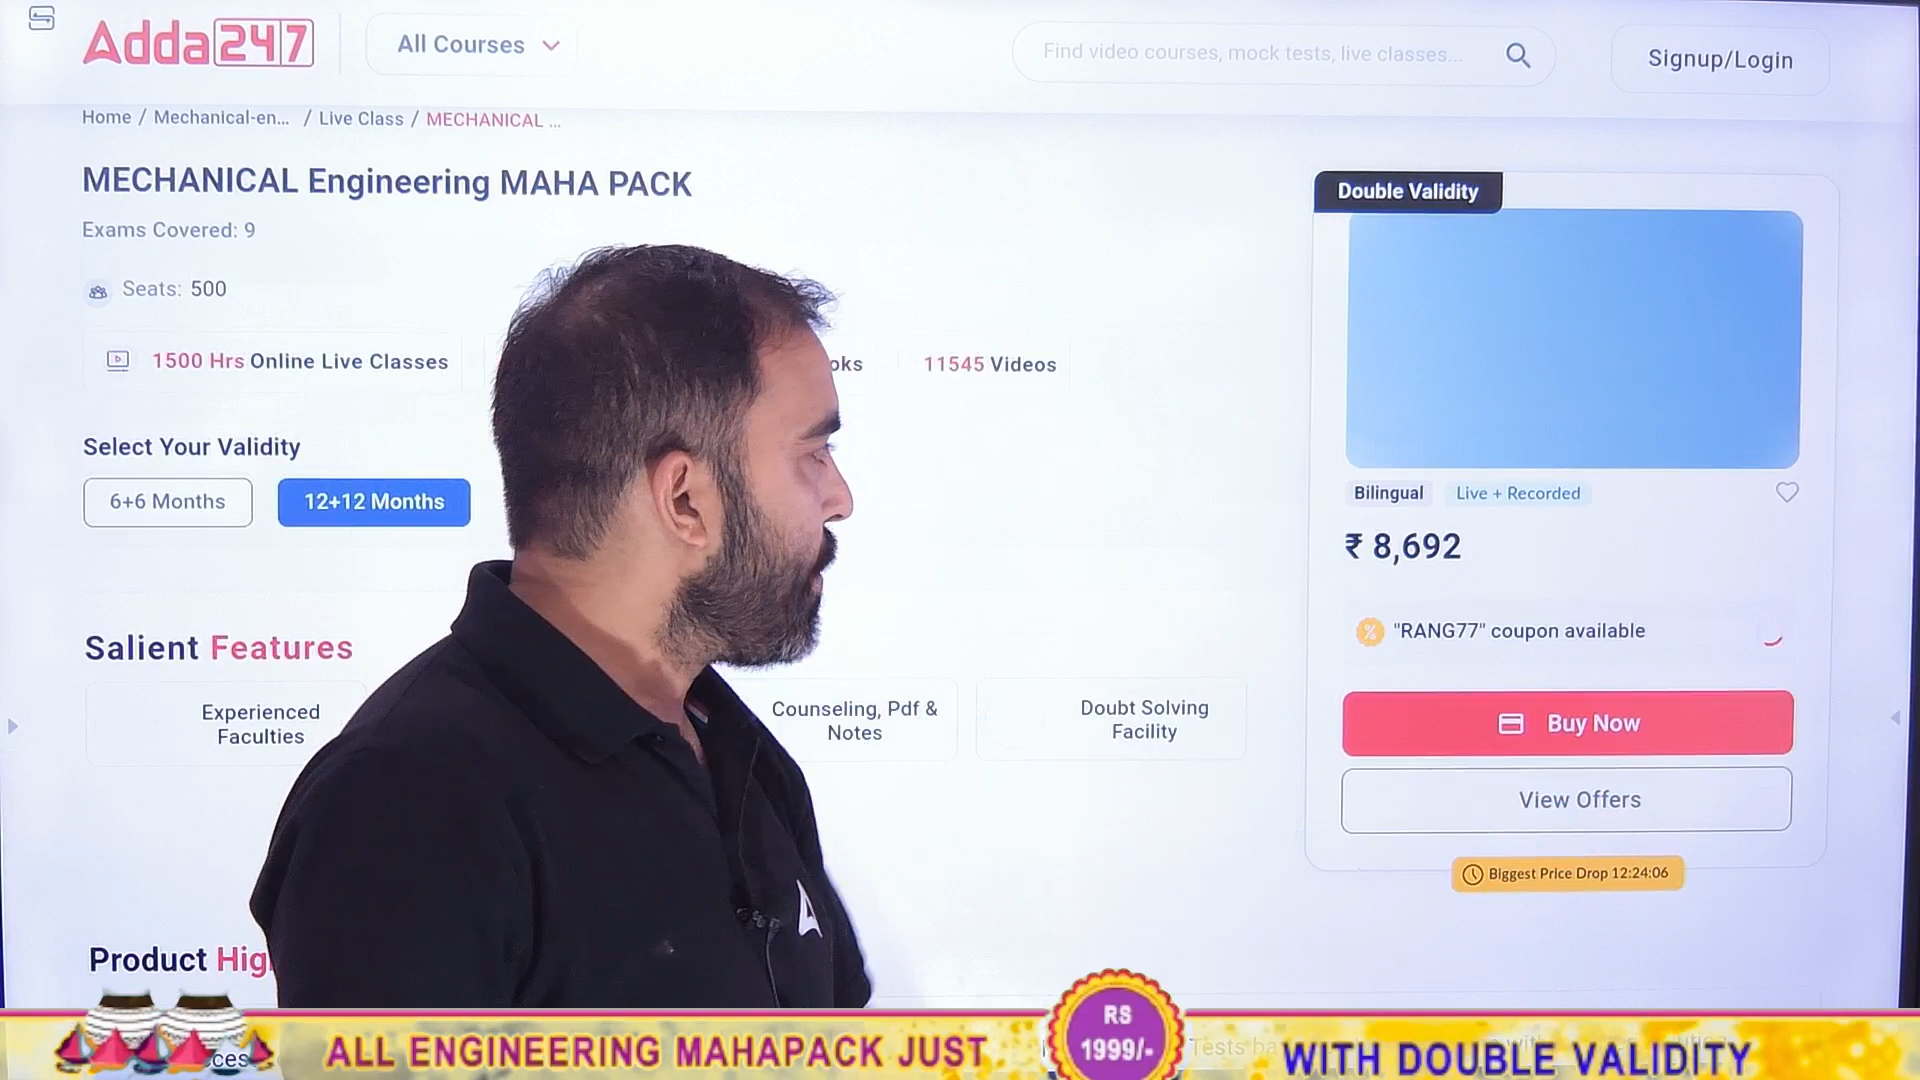 Adda247
All Courses
Find video courses, mock tests, live classes...
Signup/Login
Home / Mechanical-en... / Live Class / MECHANICAL ...
MECHANICAL Engineering MAHA PACK
Exams Covered: 9
Seats: 500
1500 Hrs Online Live Classes
11545 Videos
Select Your Validity
6+6 Months
12+12 Months
Salient Features
Experienced
Faculties
Counseling, Pdf &
Notes
Doubt Solving
Facility
Product
Double Validity
Bilingual
Live + Recorded
₹ 8,692
"RANG77" coupon available
Buy Now
View Offers
Biggest Price Drop 12:24:06
ALL ENGINEERING MAHAPACK JUST
RS
1999/-
WITH DOUBLE VALIDITY